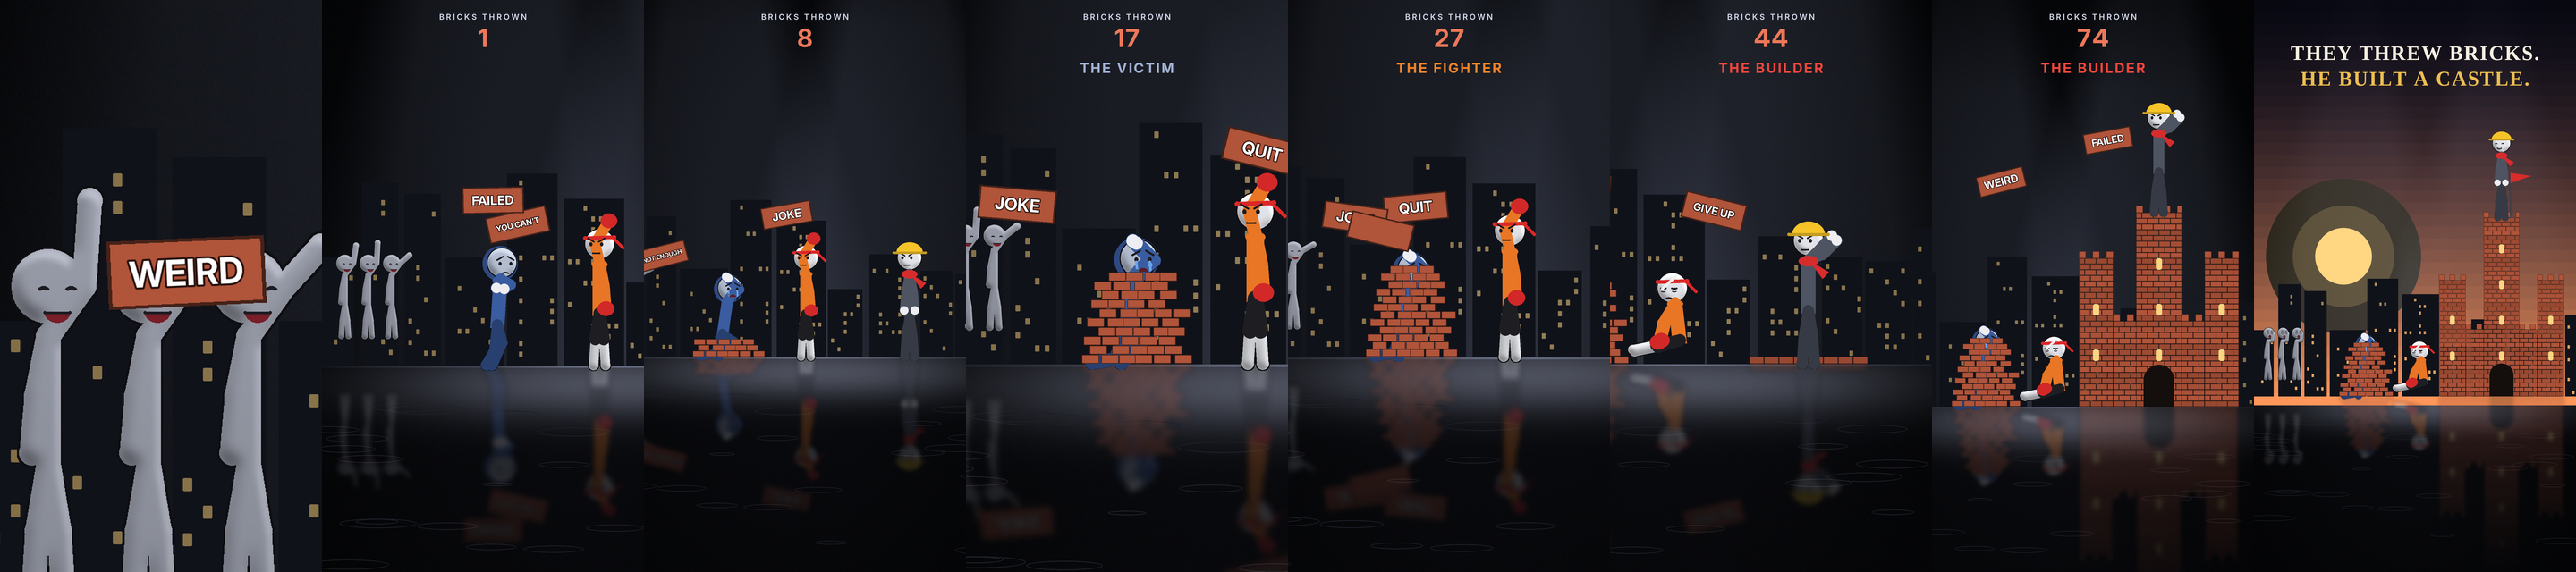 WEIRD
BRICKS THROWN
1
FAILED
YOU CAN'T
BRICKS THROWN
8
JOKE
NOT ENOUGH
BRICKS THROWN
17
THE VICTIM
QUIT
JOKE
BRICKS THROWN
27
THE FIGHTER
QUIT
JO
BRICKS THROWN
44
THE BUILDER
GIVE UP
BRICKS THROWN
74
THE BUILDER
FAILED
WEIRD
THEY THREW BRICKS.
HE BUILT A CASTLE.